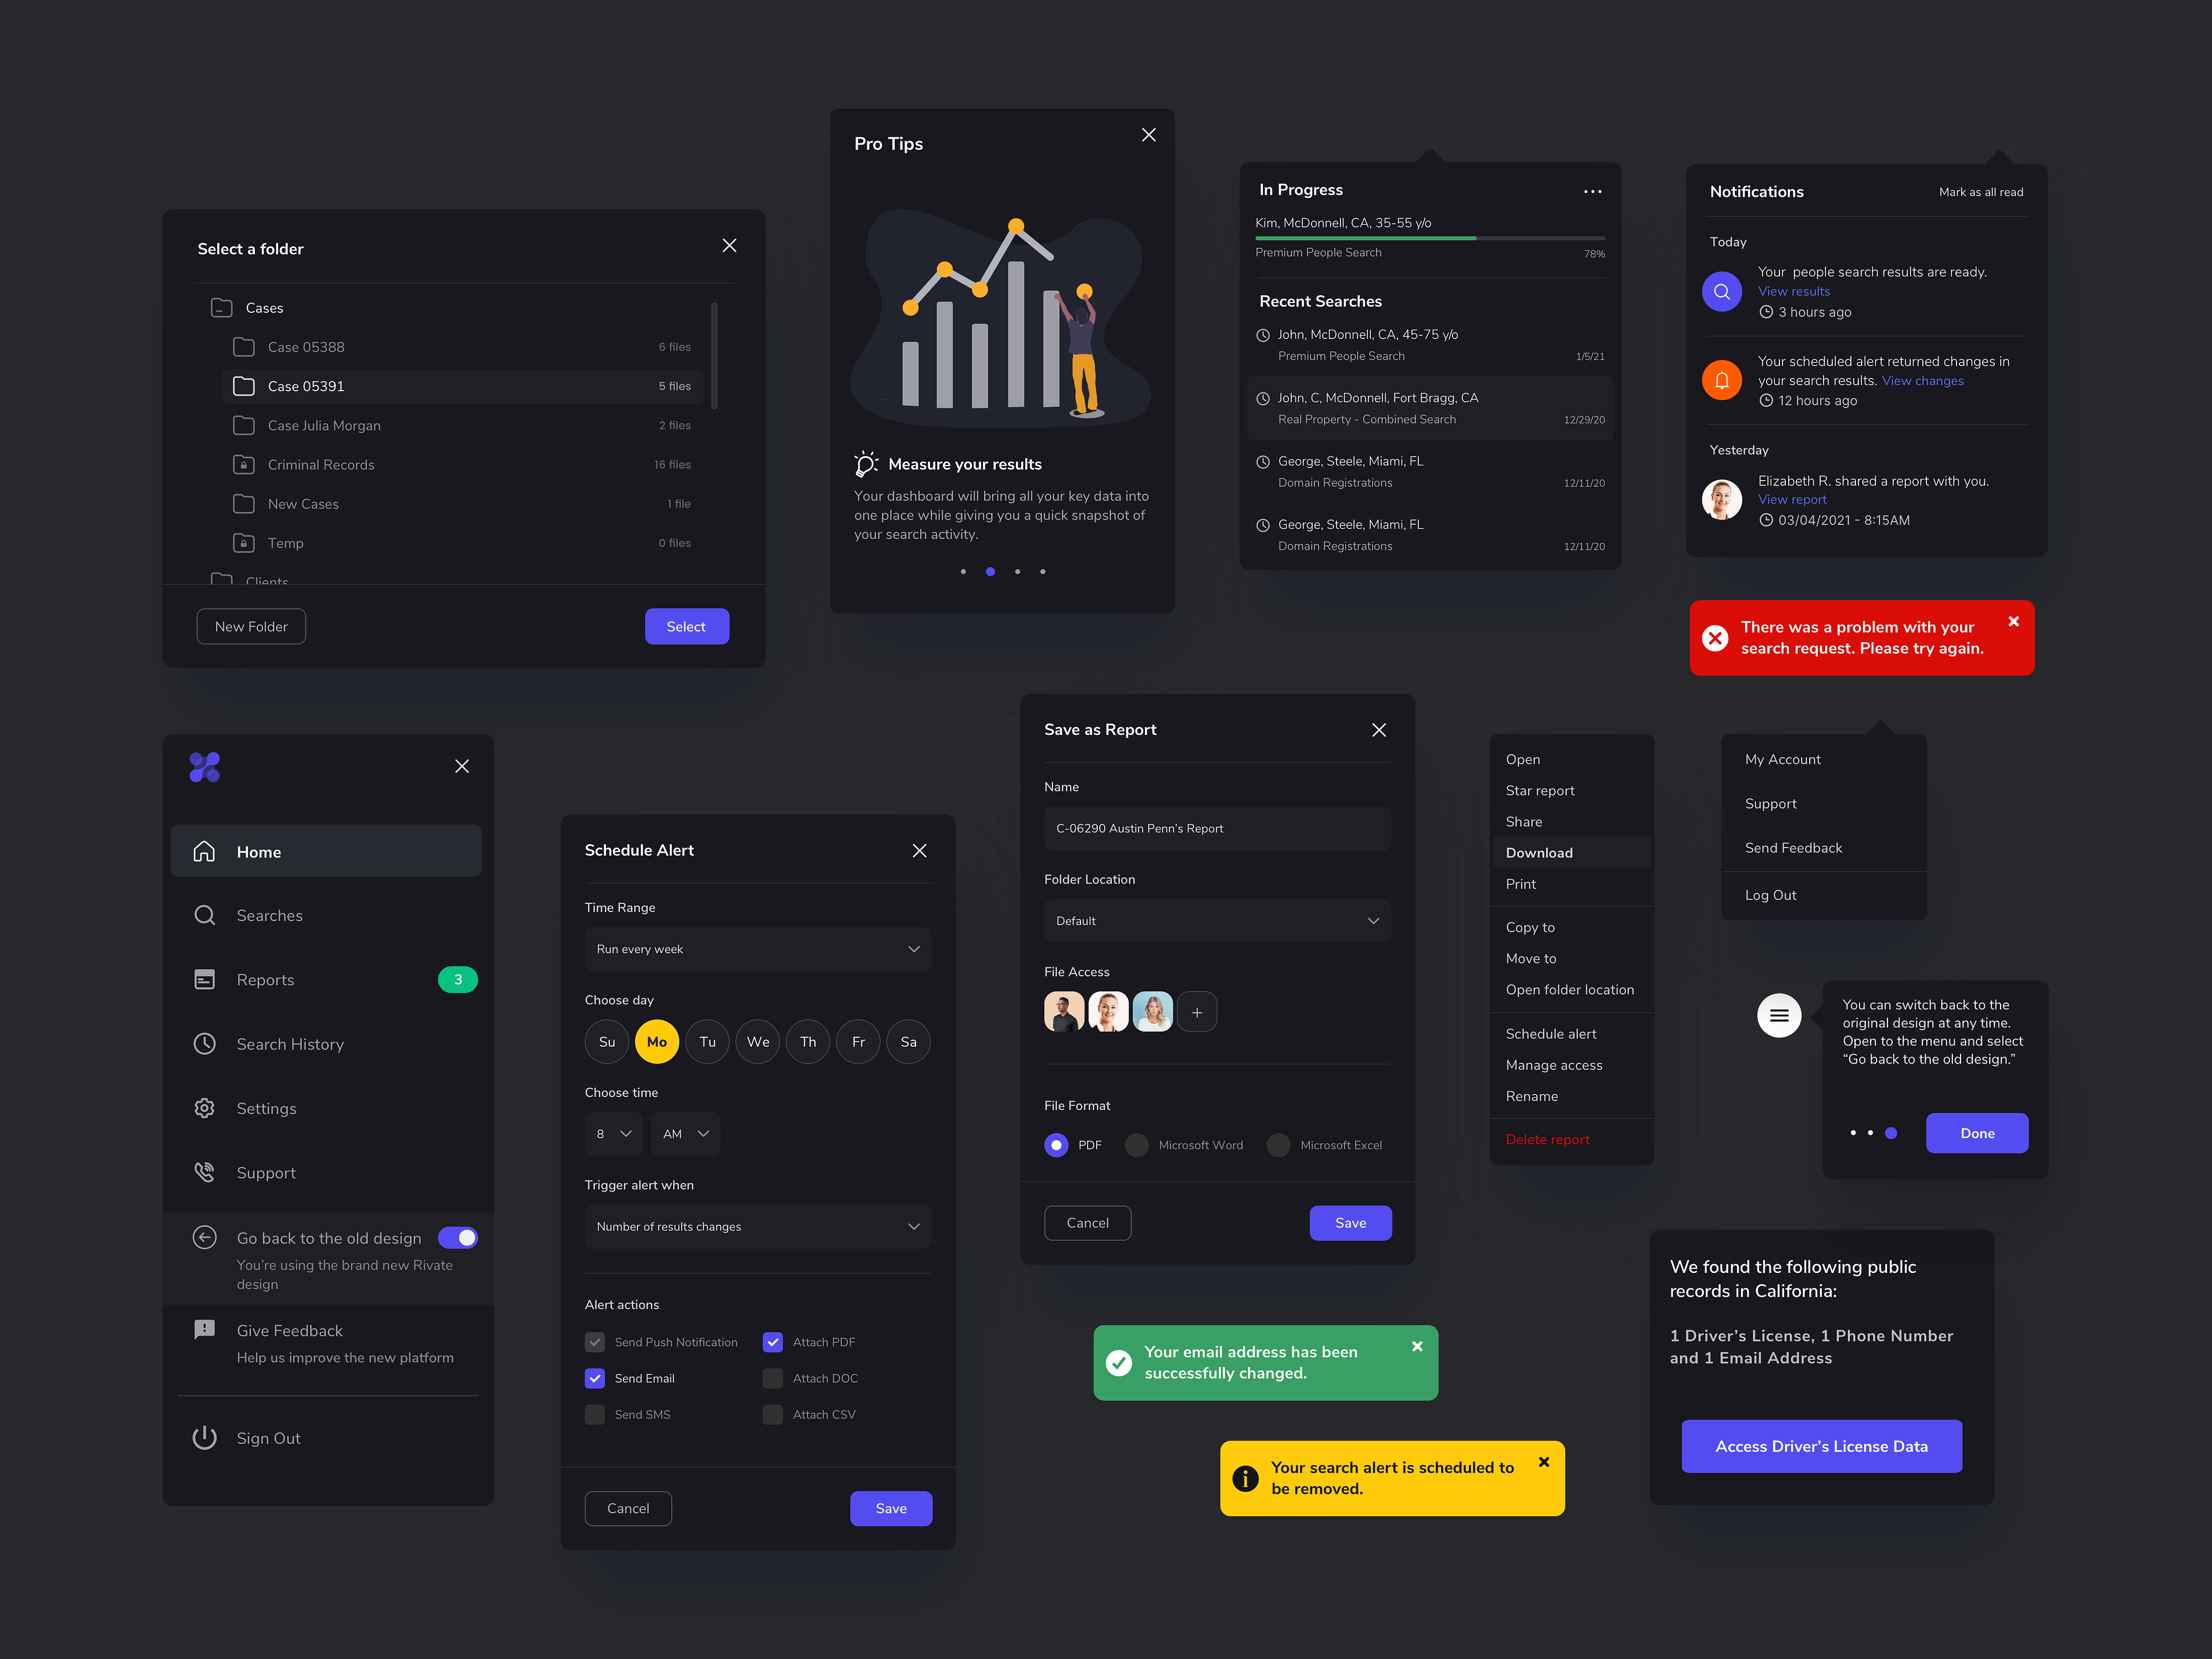 Select a folder
Cases
Case 05388 6 files
Case 05391 5 files
Case Julia Morgan 2 files
Criminal Records 16 files
New Cases 1 file
Temp 0 files
Clients
New Folder Select
Pro Tips
Measure your results
Your dashboard will bring all your key data into
one place while giving you a quick snapshot of
your search activity.
In Progress
Kim, McDonnell, CA, 35-55 y/o
Premium People Search 78%
Recent Searches
John, McDonnell, CA, 45-75 y/o
Premium People Search 1/5/21
John, C, McDonnell, Fort Bragg, CA
Real Property - Combined Search 12/29/20
George, Steele, Miami, FL
Domain Registrations 12/11/20
George, Steele, Miami, FL
Domain Registrations 12/11/20
Notifications Mark as all read
Today
Your people search results are ready.
View results
3 hours ago
Your scheduled alert returned changes in
your search results. View changes
12 hours ago
Yesterday
Elizabeth R. shared a report with you.
View report
03/04/2021 - 8:15AM
There was a problem with your
search request. Please try again.
Home
Searches
Reports 3
Search History
Settings
Support
Go back to the old design
You're using the brand new Rivate
design
Give Feedback
Help us improve the new platform
Sign Out
Schedule Alert
Time Range
Run every week
Choose day
Su Mo Tu We Th Fr Sa
Choose time
8 AM
Trigger alert when
Number of results changes
Alert actions
Send Push Notification Attach PDF
Send Email Attach DOC
Send SMS Attach CSV
Cancel Save
Save as Report
Name
C-06290 Austin Penn's Report
Folder Location
Default
File Access
File Format
PDF Microsoft Word Microsoft Excel
Cancel Save
Your email address has been
successfully changed.
Your search alert is scheduled to
be removed.
Open
Star report
Share
Download
Print
Copy to
Move to
Open folder location
Schedule alert
Manage access
Rename
Delete report
My Account
Support
Send Feedback
Log Out
You can switch back to the
original design at any time.
Open to the menu and select
“Go back to the old design.”
Done
We found the following public
records in California:
1 Driver's License, 1 Phone Number
and 1 Email Address
Access Driver's License Data